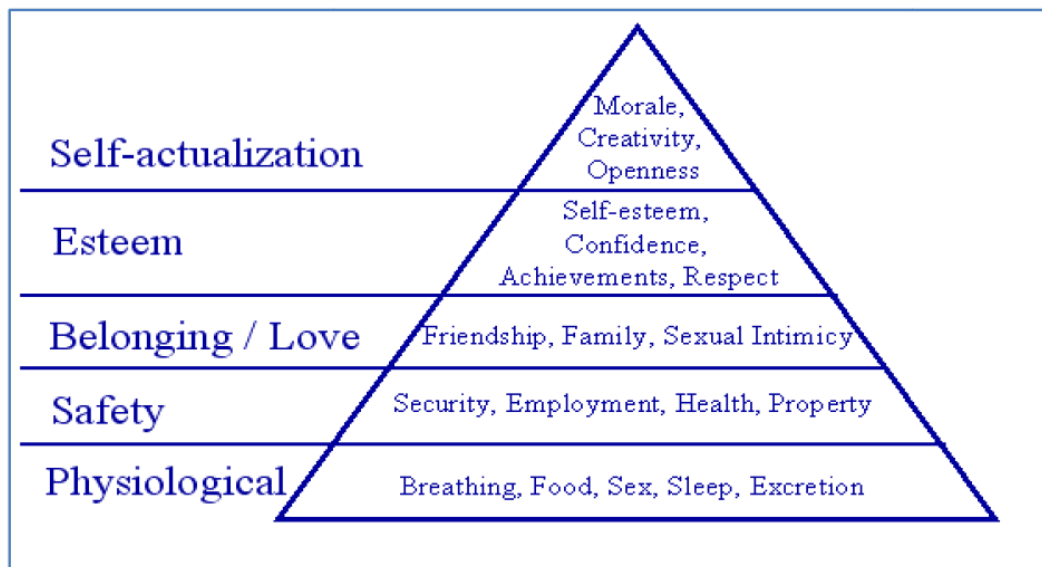 Morale,
Creativity,
Openness
Self-actualization
Self-esteem,
Confidence,
Achievements, Respect
Esteem
Friendship, Family, Sexual Intimicy
Belonging / Love
Security, Employment, Health, Property
Safety
Breathing, Food, Sex, Sleep, Excretion
Physiological